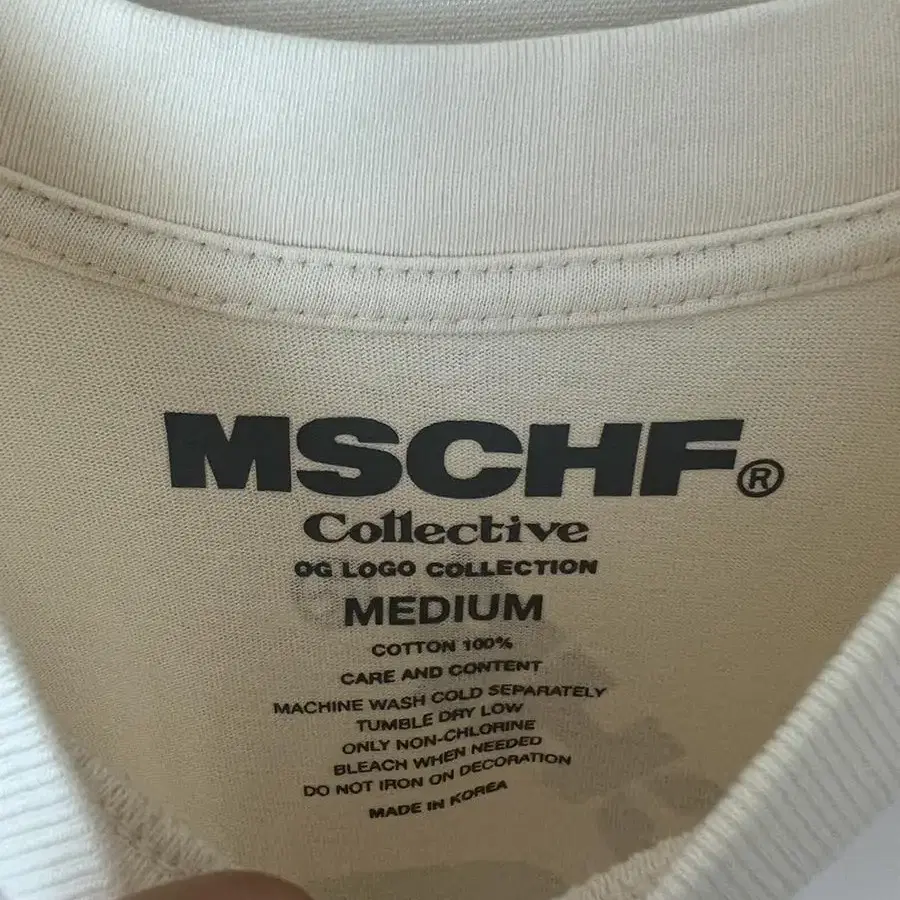 MSCHF®
Collective
OG LOGO COLLECTION
MEDIUM
COTTON 100%
CARE AND CONTENT
MACHINE WASH COLD SEPARATELY
TUMBLE DRY LOW
ONLY NON-CHLORINE
BLEACH WHEN NEEDED
DO NOT IRON ON DECORATION
MADE IN KOREA